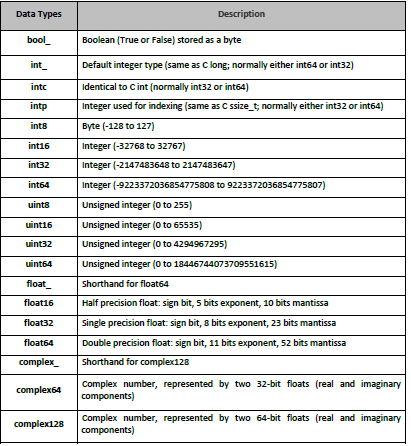 Data Types Description
bool_ Boolean (True or False) stored as a byte
int_ Default integer type (same as C long; normally either int64 or int32)
intc Identical to C int (normally int32 or int64)
intp Integer used for indexing (same as C ssize_t; normally either int32 or int64)
int8 Byte (-128 to 127)
int16 Integer (-32768 to 32767)
int32 Integer (-2147483648 to 2147483647)
int64 Integer (-9223372036854775808 to 9223372036854775807)
uint8 Unsigned integer (0 to 255)
uint16 Unsigned integer (0 to 65535)
uint32 Unsigned integer (0 to 4294967295)
uint64 Unsigned integer (0 to 18446744073709551615)
float_ Shorthand for float64
float16 Half precision float: sign bit, 5 bits exponent, 10 bits mantissa
float32 Single precision float: sign bit, 8 bits exponent, 23 bits mantissa
float64 Double precision float: sign bit, 11 bits exponent, 52 bits mantissa
complex_ Shorthand for complex128
complex64 Complex number, represented by two 32-bit floats (real and imaginary
components)
complex128 Complex number, represented by two 64-bit floats (real and imaginary
components)